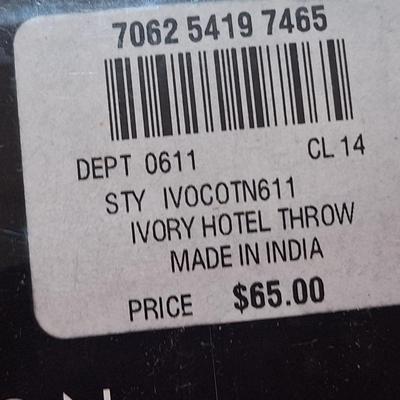 7062 5419 7465
DEPT 0611 CL 14
STY IVOCOTN611
IVORY HOTEL THROW
MADE IN INDIA
PRICE $65.00